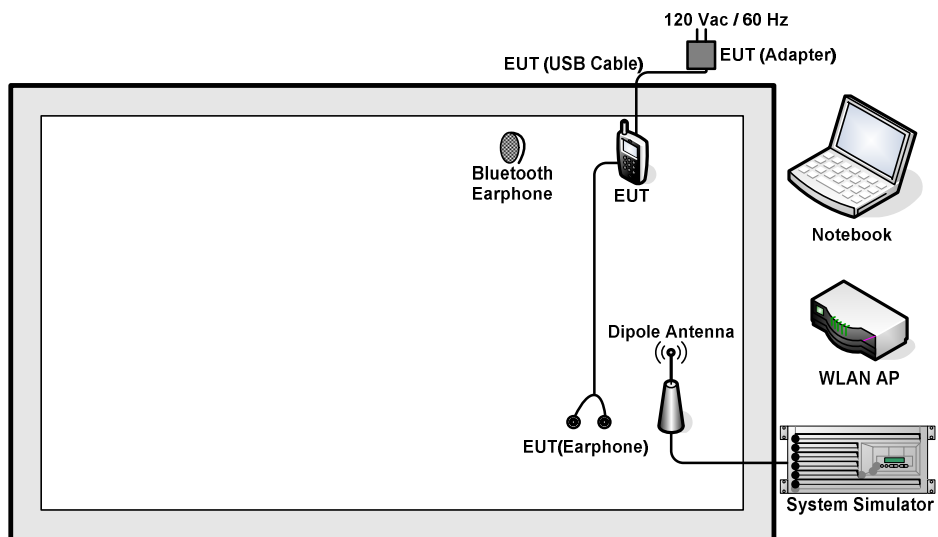 120 Vac / 60 Hz
EUT (USB Cable)
EUT (Adapter)
Bluetooth
Earphone
EUT
Notebook
Dipole Antenna
WLAN AP
EUT(Earphone)
System Simulator